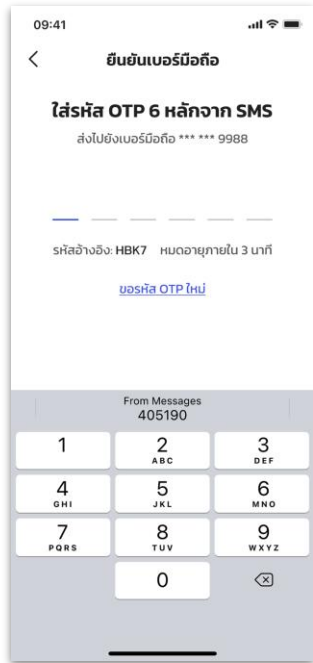 09:41
ยืนยันเบอร์มือถือ
ใส่รหัส OTP 6 หลักจาก SMS
ส่งไปยังเบอร์มือถือ *** *** 9988
รหัสอ้างอิง: HBK7 หมดอายุภายใน 3 นาที
ขอรหัส OTP ใหม่
From Messages
405190
1 2 3
ABC DEF
4 5 6
GHI JKL MNO
7 8 9
PQRS TUV WXYZ
0